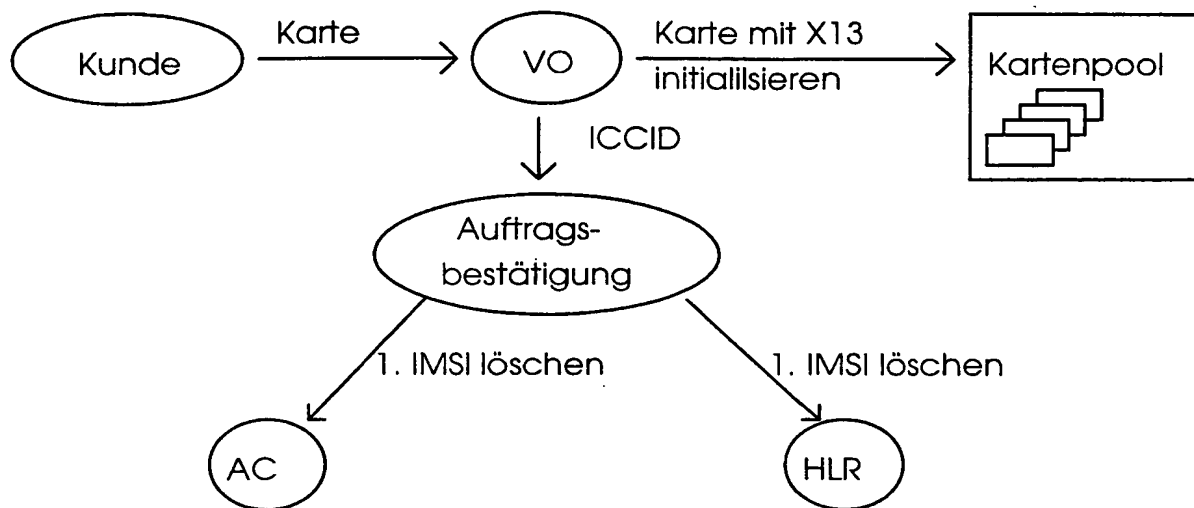 Kunde
Karte
VO
Karte mit X13
initialilsieren
Kartenpool
ICCID
Auftrags-
bestätigung
1. IMSI löschen
1. IMSI löschen
AC
HLR